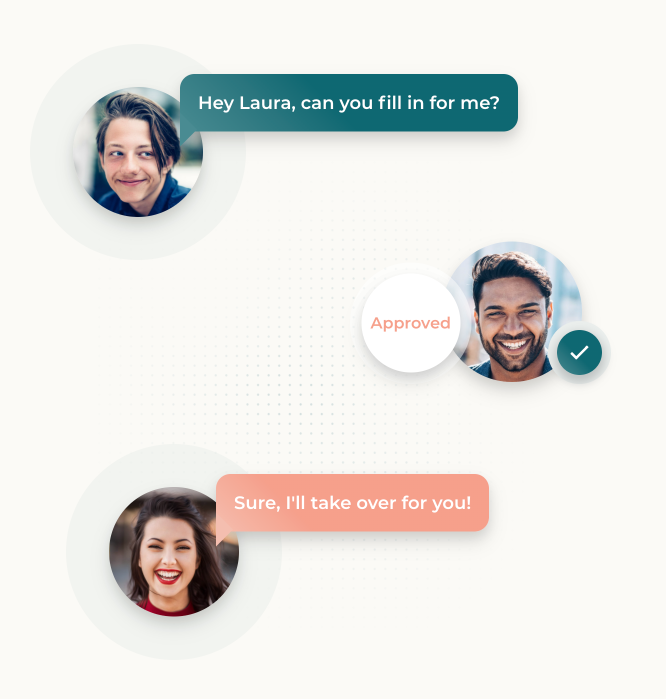 Hey Laura, can you fill in for me?
Approved
Sure, I'll take over for you!